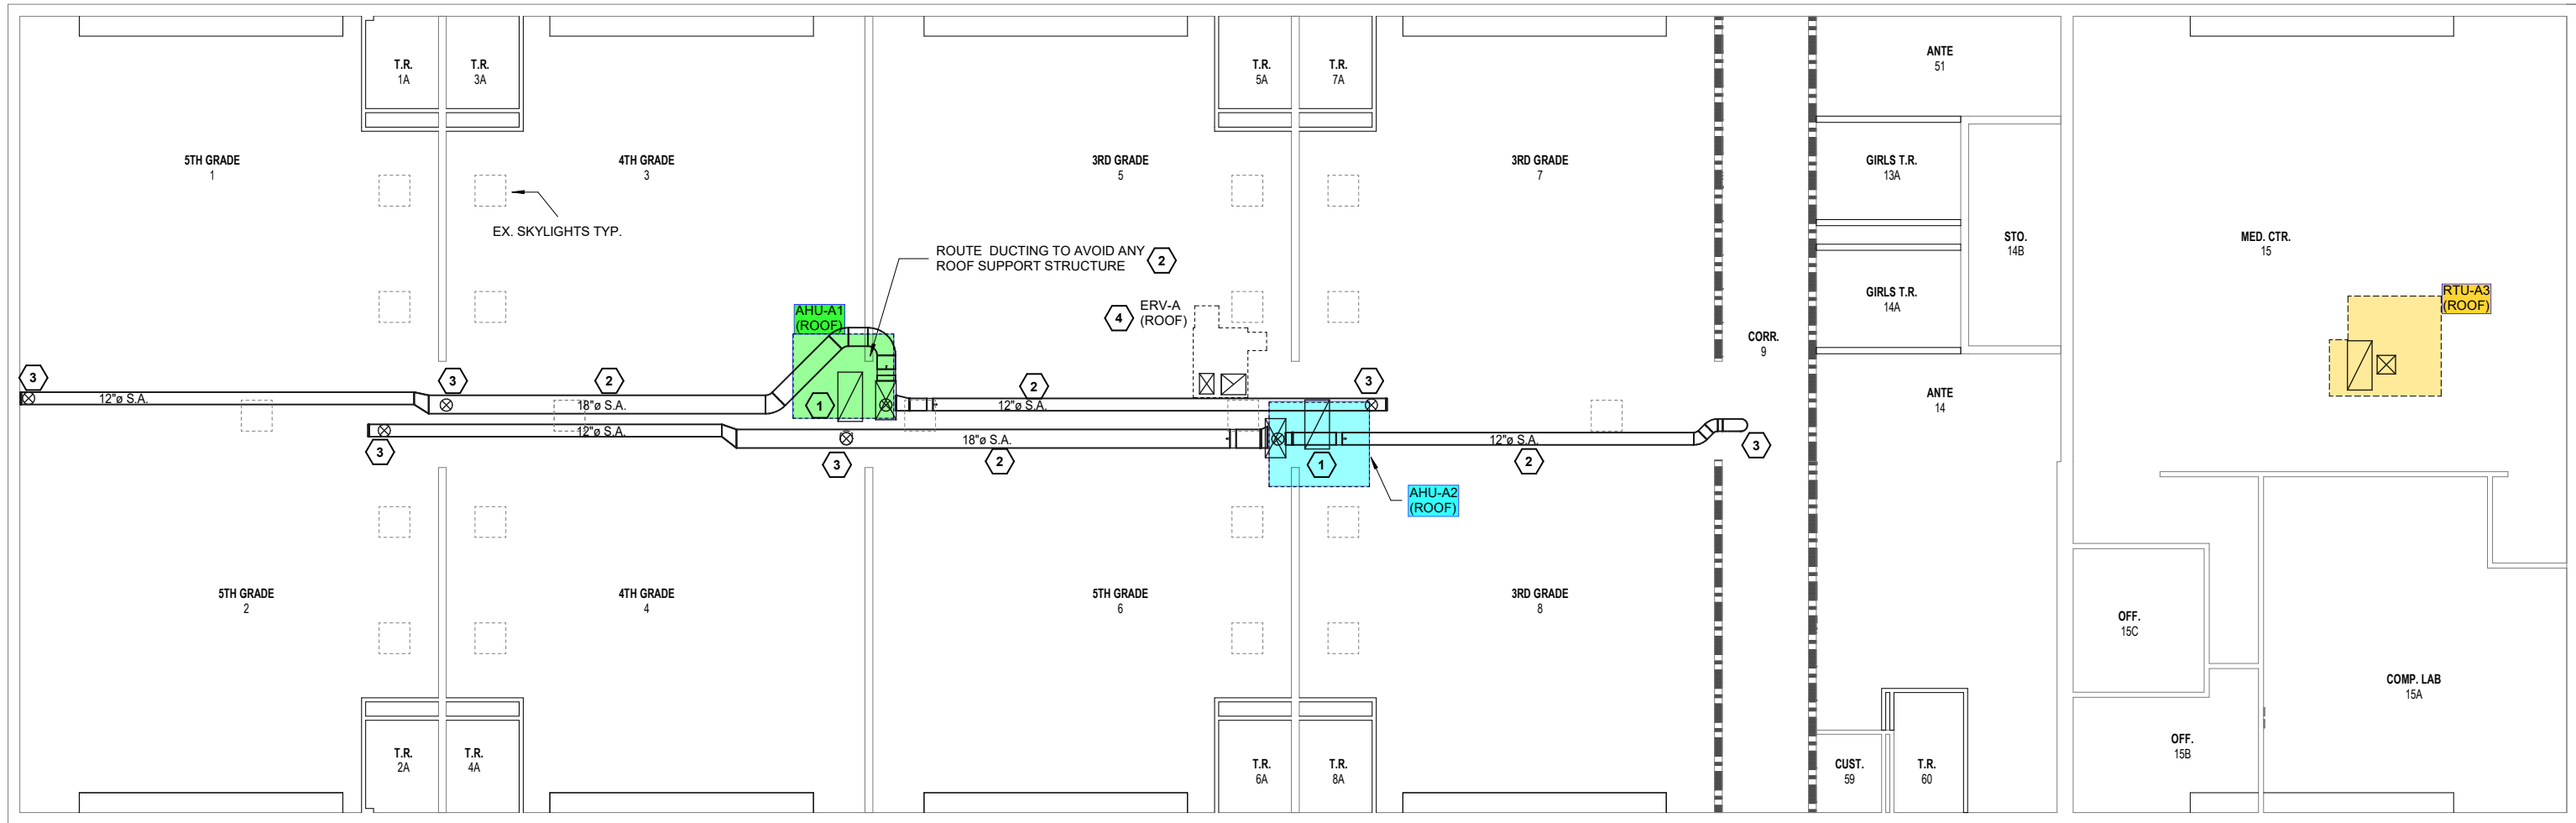 T.R.
1A
T.R.
3A
T.R.
5A
T.R.
7A
ANTE
51
5TH GRADE
1
4TH GRADE
3
3RD GRADE
5
3RD GRADE
7
GIRLS T.R.
13A
EX. SKYLIGHTS TYP.
ROUTE DUCTING TO AVOID ANY
ROOF SUPPORT STRUCTURE
2
STO.
14B
MED. CTR.
15
GIRLS T.R.
14A
AHU-A1
(ROOF)
4
ERV-A
(ROOF)
RTU-A3
(ROOF)
CORR.
9
3
3
2
2
3
ANTE
14
12"ø S.A.
18"ø S.A.
1
12"ø S.A.
12"ø S.A.
18"ø S.A.
12"ø S.A.
3
3
2
1
2
3
AHU-A2
(ROOF)
5TH GRADE
2
4TH GRADE
4
5TH GRADE
6
3RD GRADE
8
OFF.
15C
COMP. LAB
15A
T.R.
2A
T.R.
4A
T.R.
6A
T.R.
8A
CUST.
59
T.R.
60
OFF.
15B